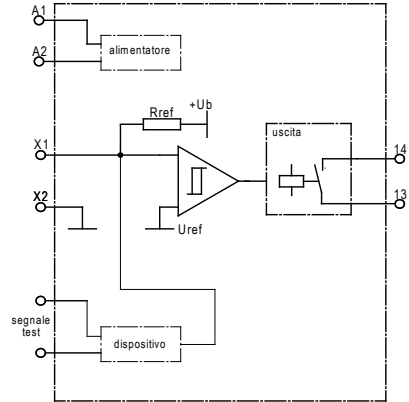 A1
A2
alimentatore
+Ub
Rref
uscita
X1
14
X2
13
Uref
segnale
test
dispositivo